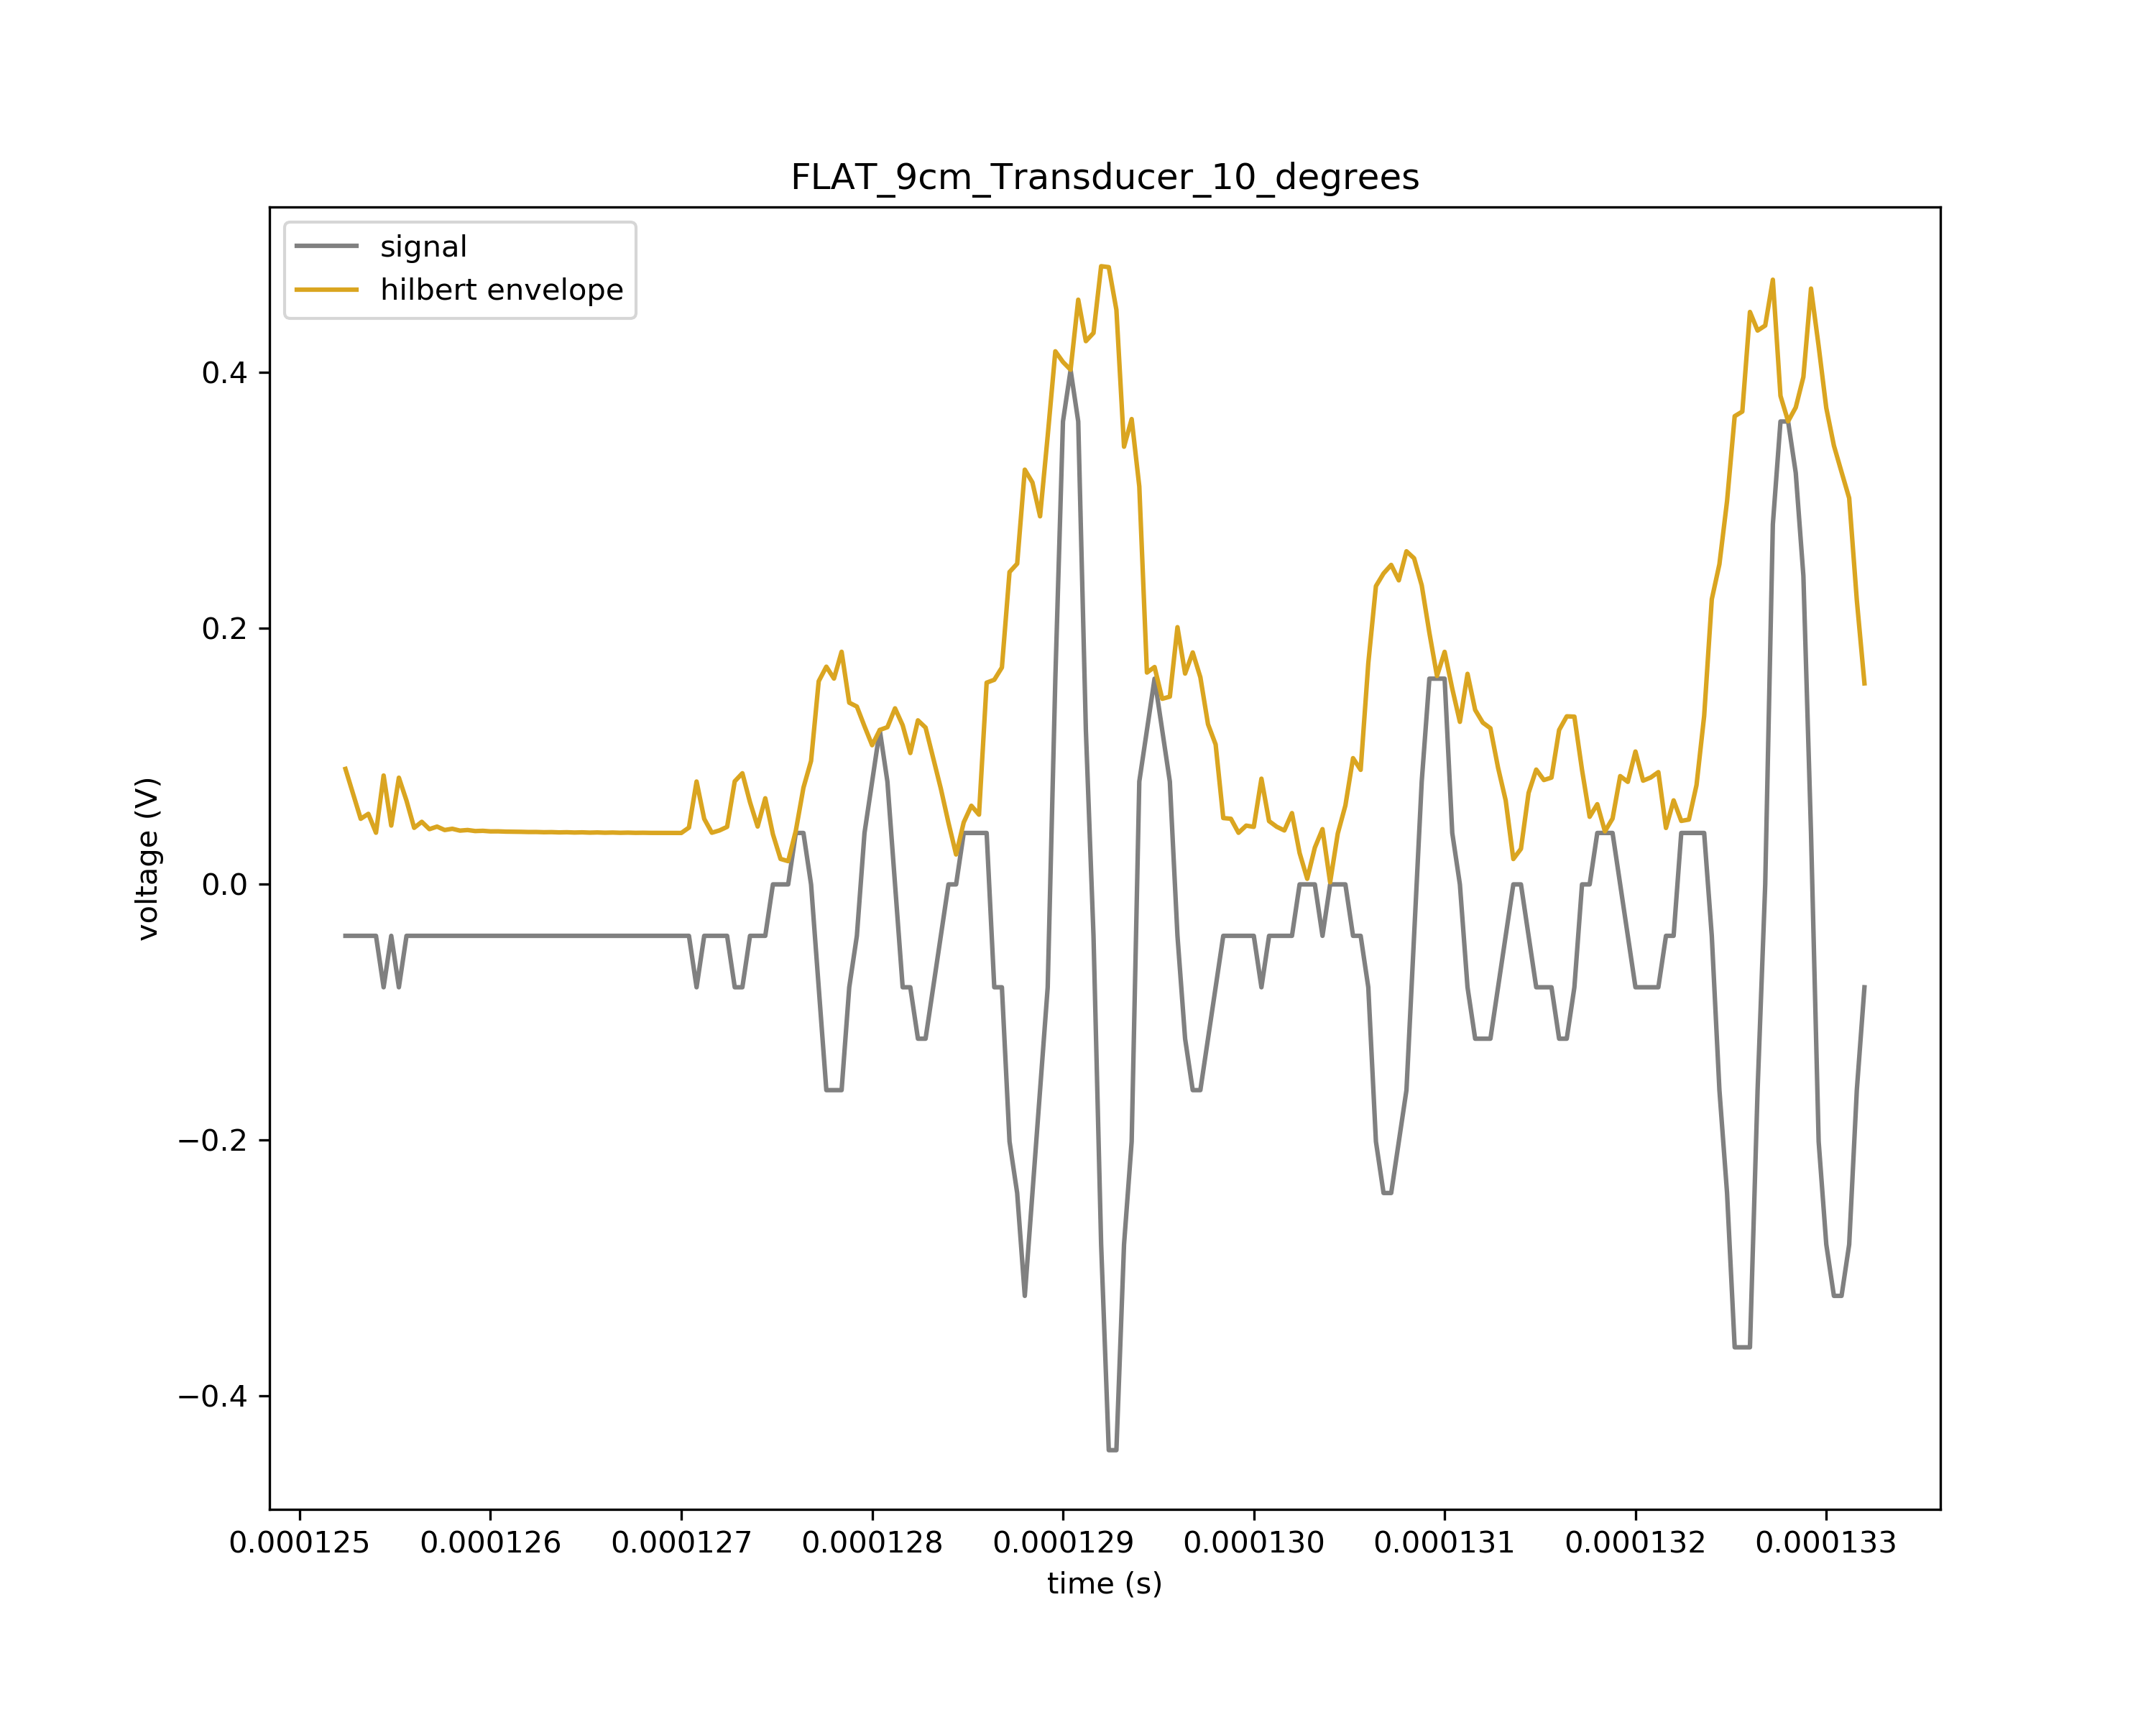 FLAT_9cm_Transducer_10_degrees
signal
hilbert envelope
voltage (V)
0.4
0.2
0.0
−0.2
−0.4
0.000125 0.000126 0.000127 0.000128 0.000129 0.000130 0.000131 0.000132 0.000133
time (s)